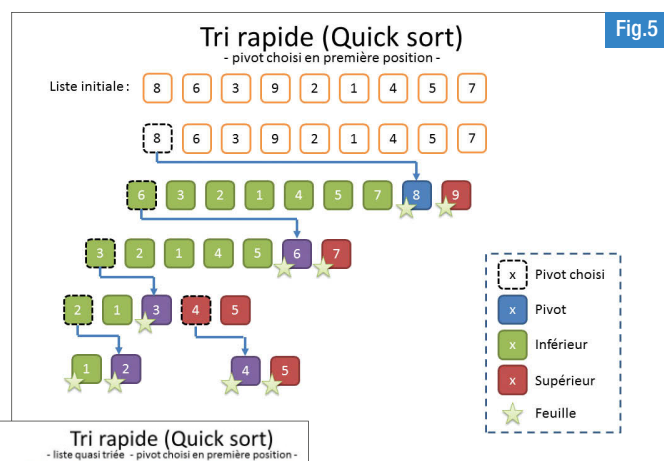 Fig.5
Tri rapide (Quick sort)
- pivot choisi en première position -
Liste initiale : 8 6 3 9 2 1 4 5 7
8 6 3 9 2 1 4 5 7
6 3 2 1 4 5 7 8 9
3 2 1 4 5 6 7
2 1 3 4 5
1 2 4 5
x Pivot choisi
x Pivot
x Inférieur
x Supérieur
Feuille
Tri rapide (Quick sort)
- liste quasi triée - pivot choisi en première position -